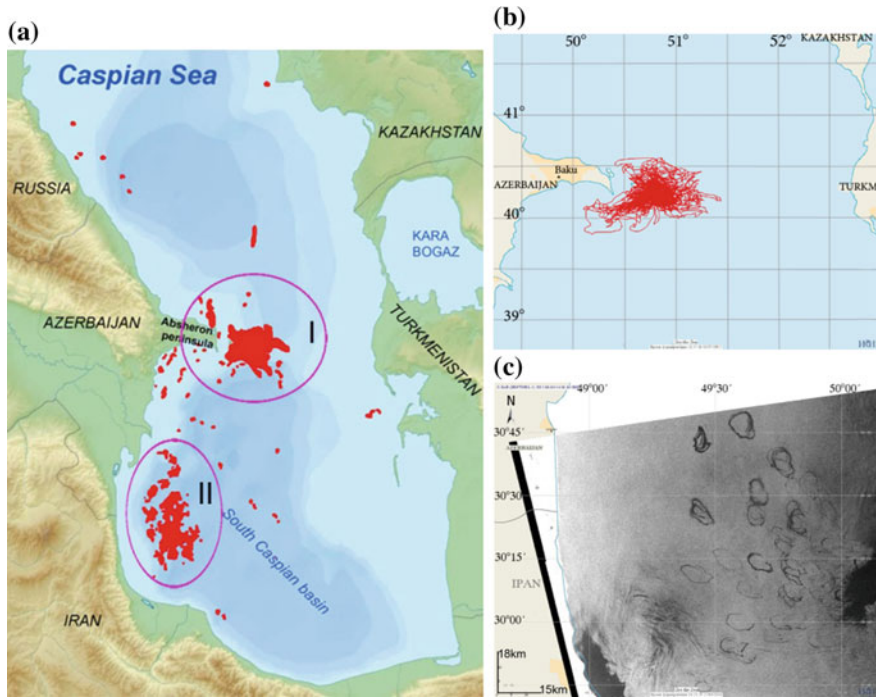 (a)
Caspian Sea
KAZAKHSTAN
RUSSIA
KARA
BOGAZ
AZERBAIJAN
Absheron
peninsula
I
TURKMENISTAN
II
South Caspian basin
IRAN
(b)
50° 51° 52° KAZAKHSTAN
41°
Baku
AZERBAIJAN
TURKM
40°
39°
(c)
49°00' 49°30' 50°00'
N
30°45'
AZERBAIJAN
30°30'
30°15'
IPAN
30°00'
18km
15km